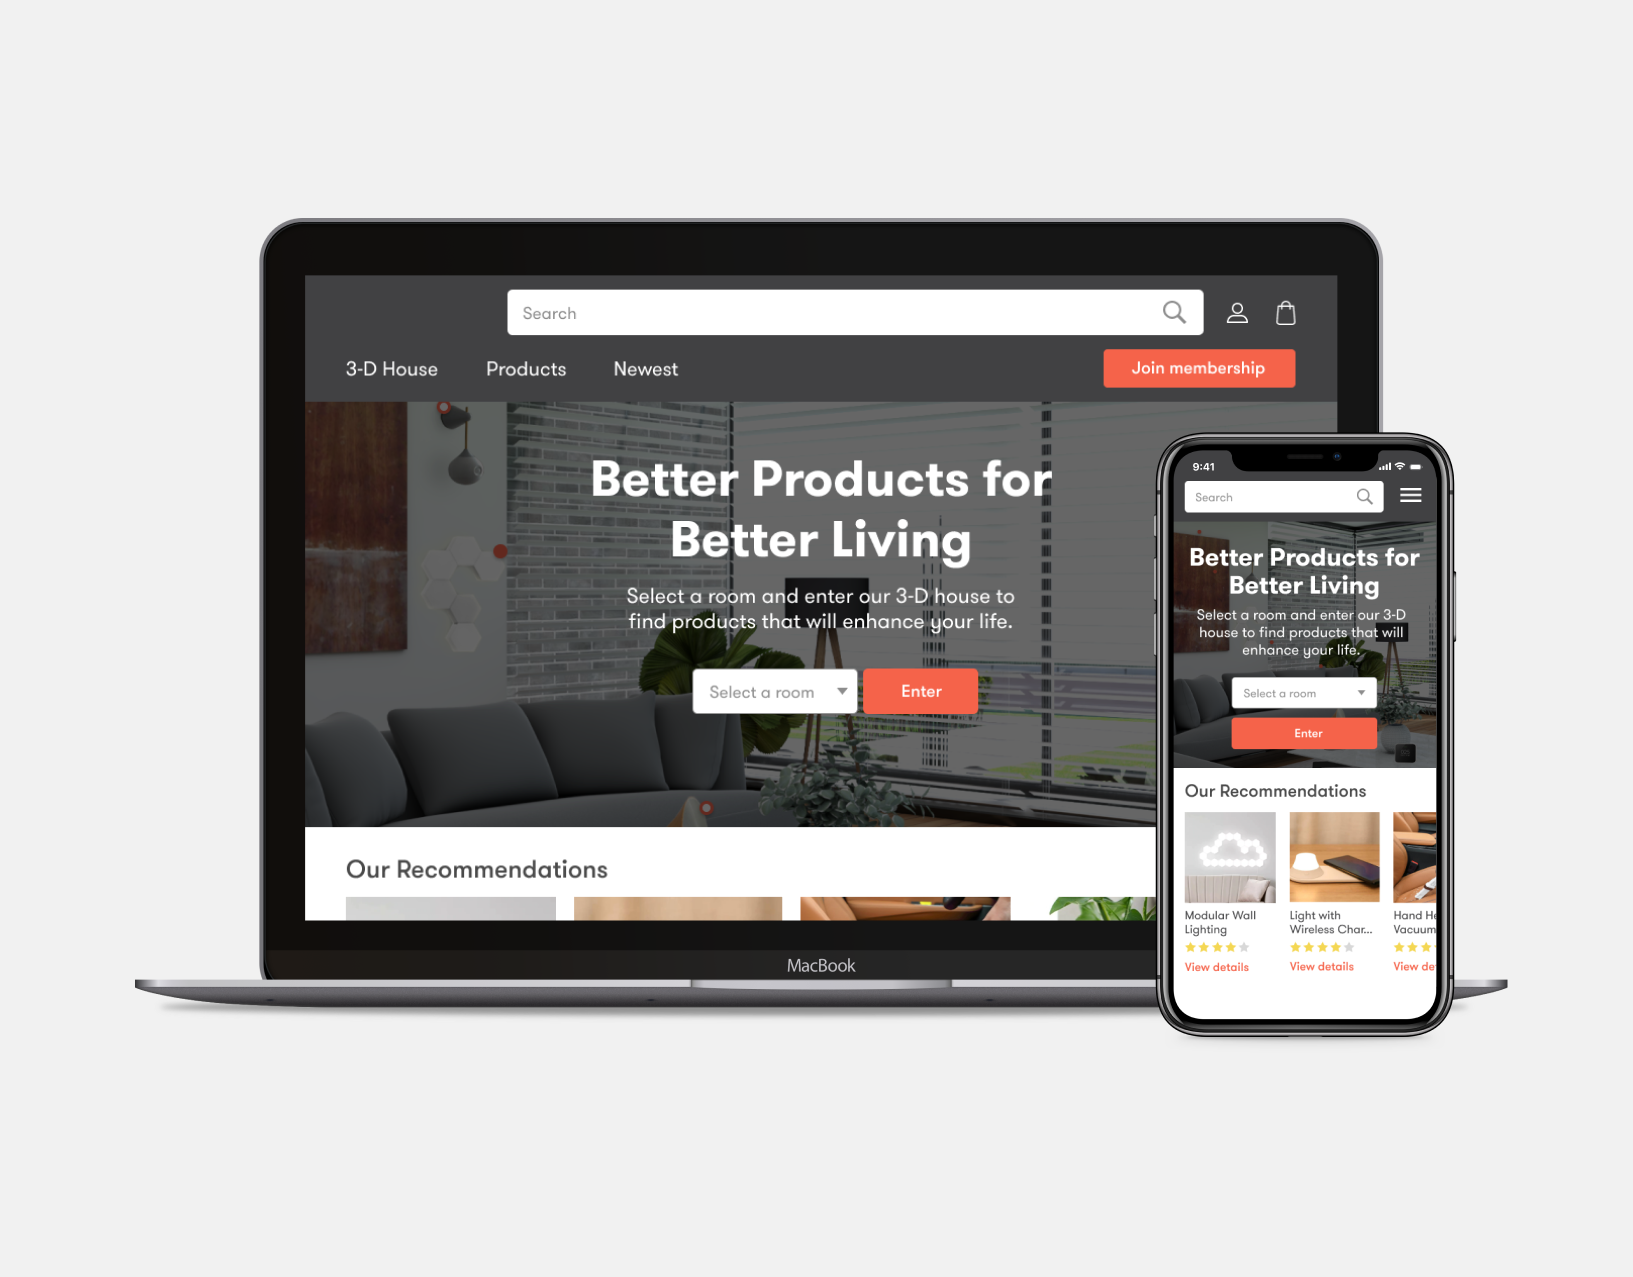 Search
3-D House
Products
Newest
Join membership
Better Products for
Better Living
Select a room and enter our 3-D house to
find products that will enhance your life.
Select a room
Enter
Our Recommendations
MacBook
9:41
Search
Better Products for
Better Living
Select a room and enter our 3-D
house to find products that will
enhance your life.
Select a room
Enter
Our Recommendations
Modular Wall
Lighting
View details
Light with
Wireless Char...
View details
Hand He
Vacuum
View de